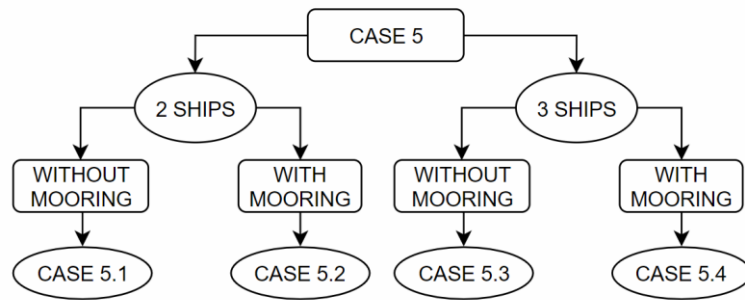 CASE 5
2 SHIPS
3 SHIPS
WITHOUT
MOORING
WITH
MOORING
WITHOUT
MOORING
WITH
MOORING
CASE 5.1
CASE 5.2
CASE 5.3
CASE 5.4